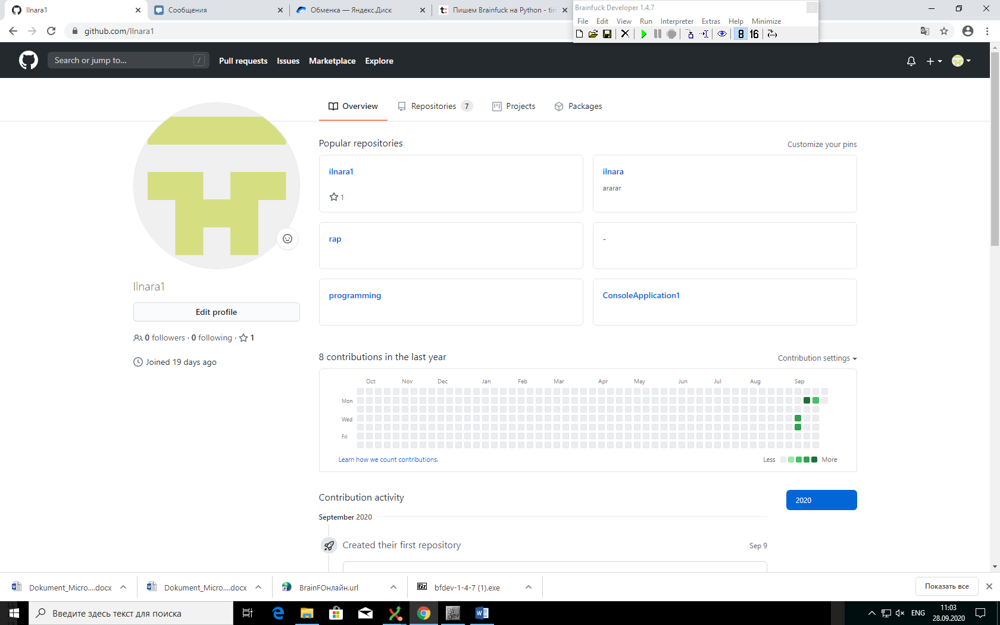 Ilnara1
Сообщения
Обменка — Яндекс.Диск
Пишем Brainfuck на Python - tiri
Brainfuck Developer 1.4.7
File Edit View Run Interpreter Extras Help Minimize
8 16
github.com/Ilnara1
Search or jump to... /
Pull requests Issues Marketplace Explore
Overview Repositories 7 Projects Packages
Popular repositories
Customize your pins
ilnara1
1
ilnara
ararar
rap
-
programming
ConsoleApplication1
Ilnara1
Edit profile
0 followers · 0 following · 1
Joined 19 days ago
8 contributions in the last year
Contribution settings
Oct Nov Dec Jan Feb Mar Apr May Jun Jul Aug Sep
Mon
Wed
Fri
Learn how we count contributions.
Less More
Contribution activity
2020
September 2020
Created their first repository
Sep 9
Dokument_Micro....docx
Dokument_Micro....docx
BrainFОнлайн.url
bfdev-1-4-7 (1).exe
Показать все
Введите здесь текст для поиска
ENG
11:03
28.09.2020